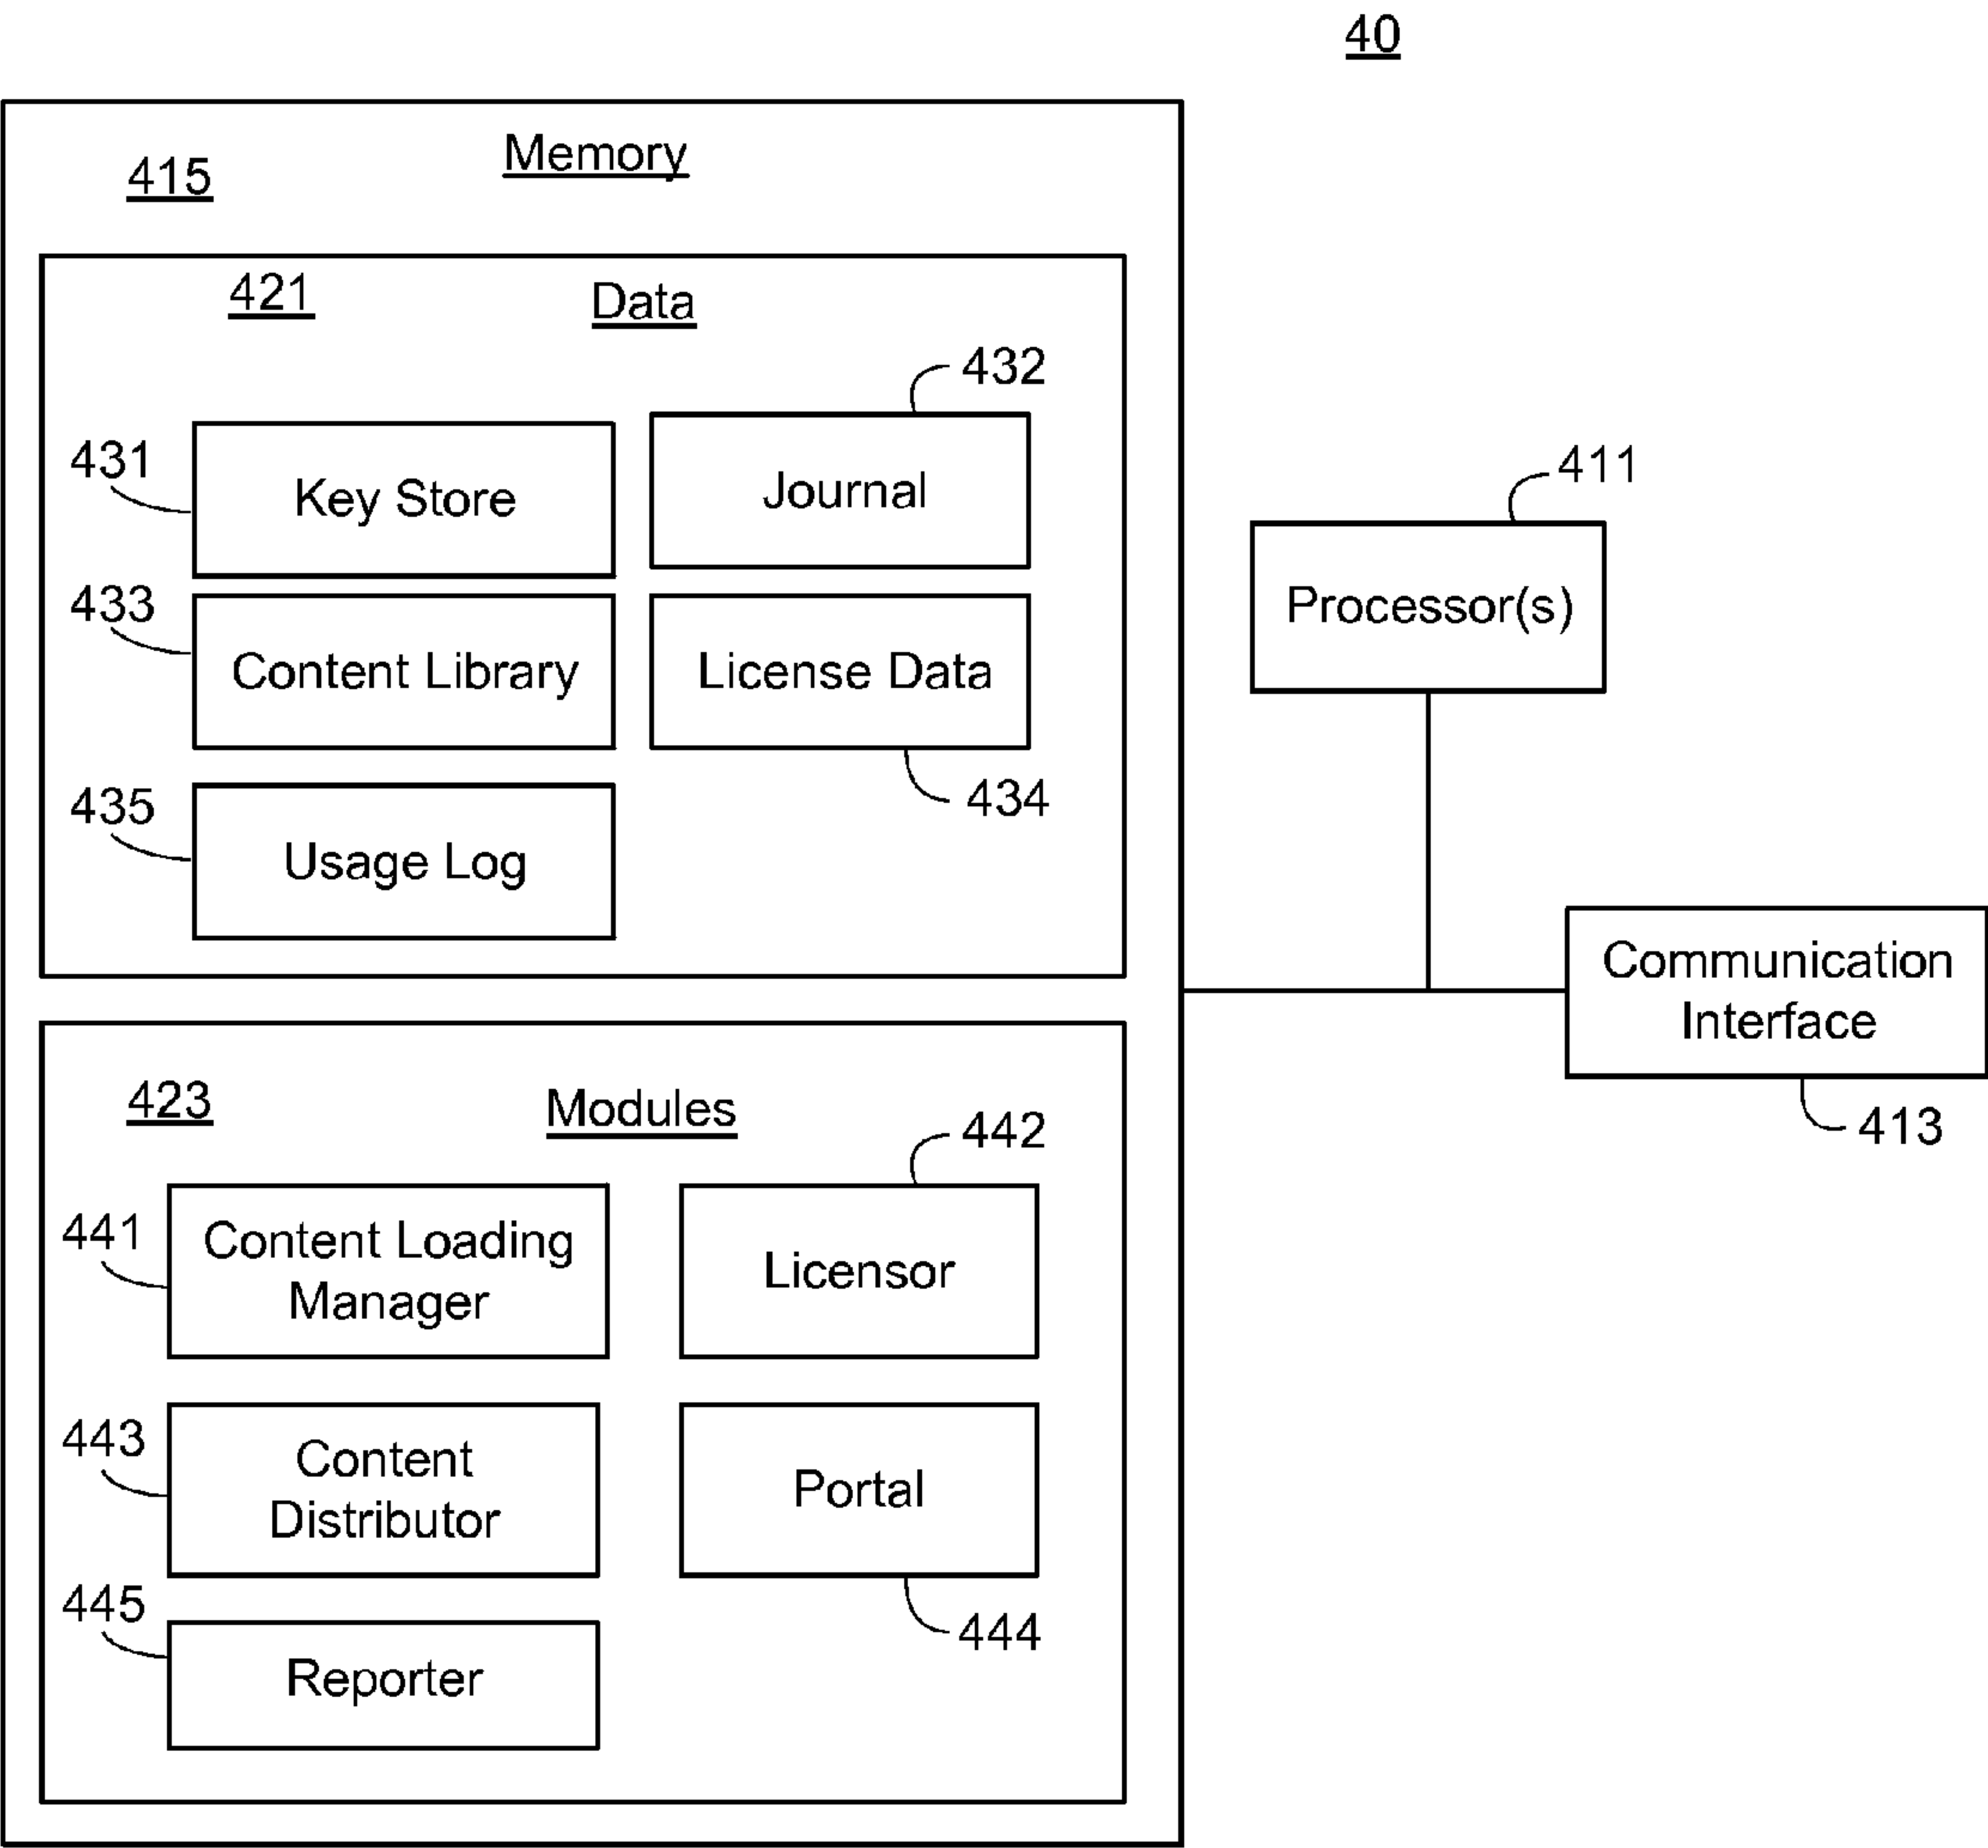 40
Memory
415
421
Data
432
431
Key Store
Journal
411
Processor(s)
433
Content Library
License Data
434
435
Usage Log
Communication
Interface
413
423
Modules
442
441
Content Loading
Manager
Licensor
443
Content
Distributor
Portal
444
445
Reporter